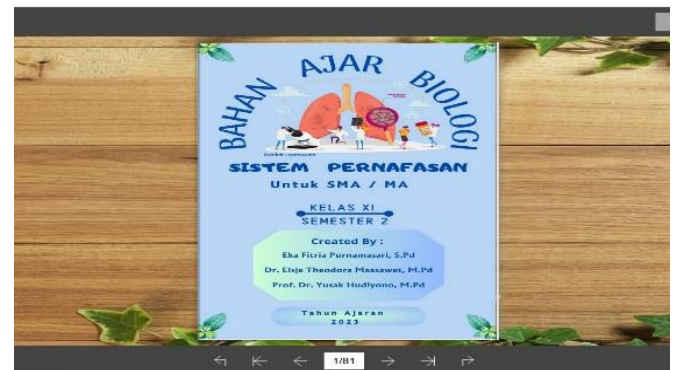 BAHAN AJAR BIOLOGI
SISTEM PERNAFASAN
Untuk SMA / MA
KELAS XI
SEMESTER 2
Created By :
Eka Fitria Purnamasari, S.Pd
Dr. Elsje Theodora Maasawet, M.Pd
Prof. Dr. Yusak Hudiyono, M.Pd
Tahun Ajaran
2023
1/81